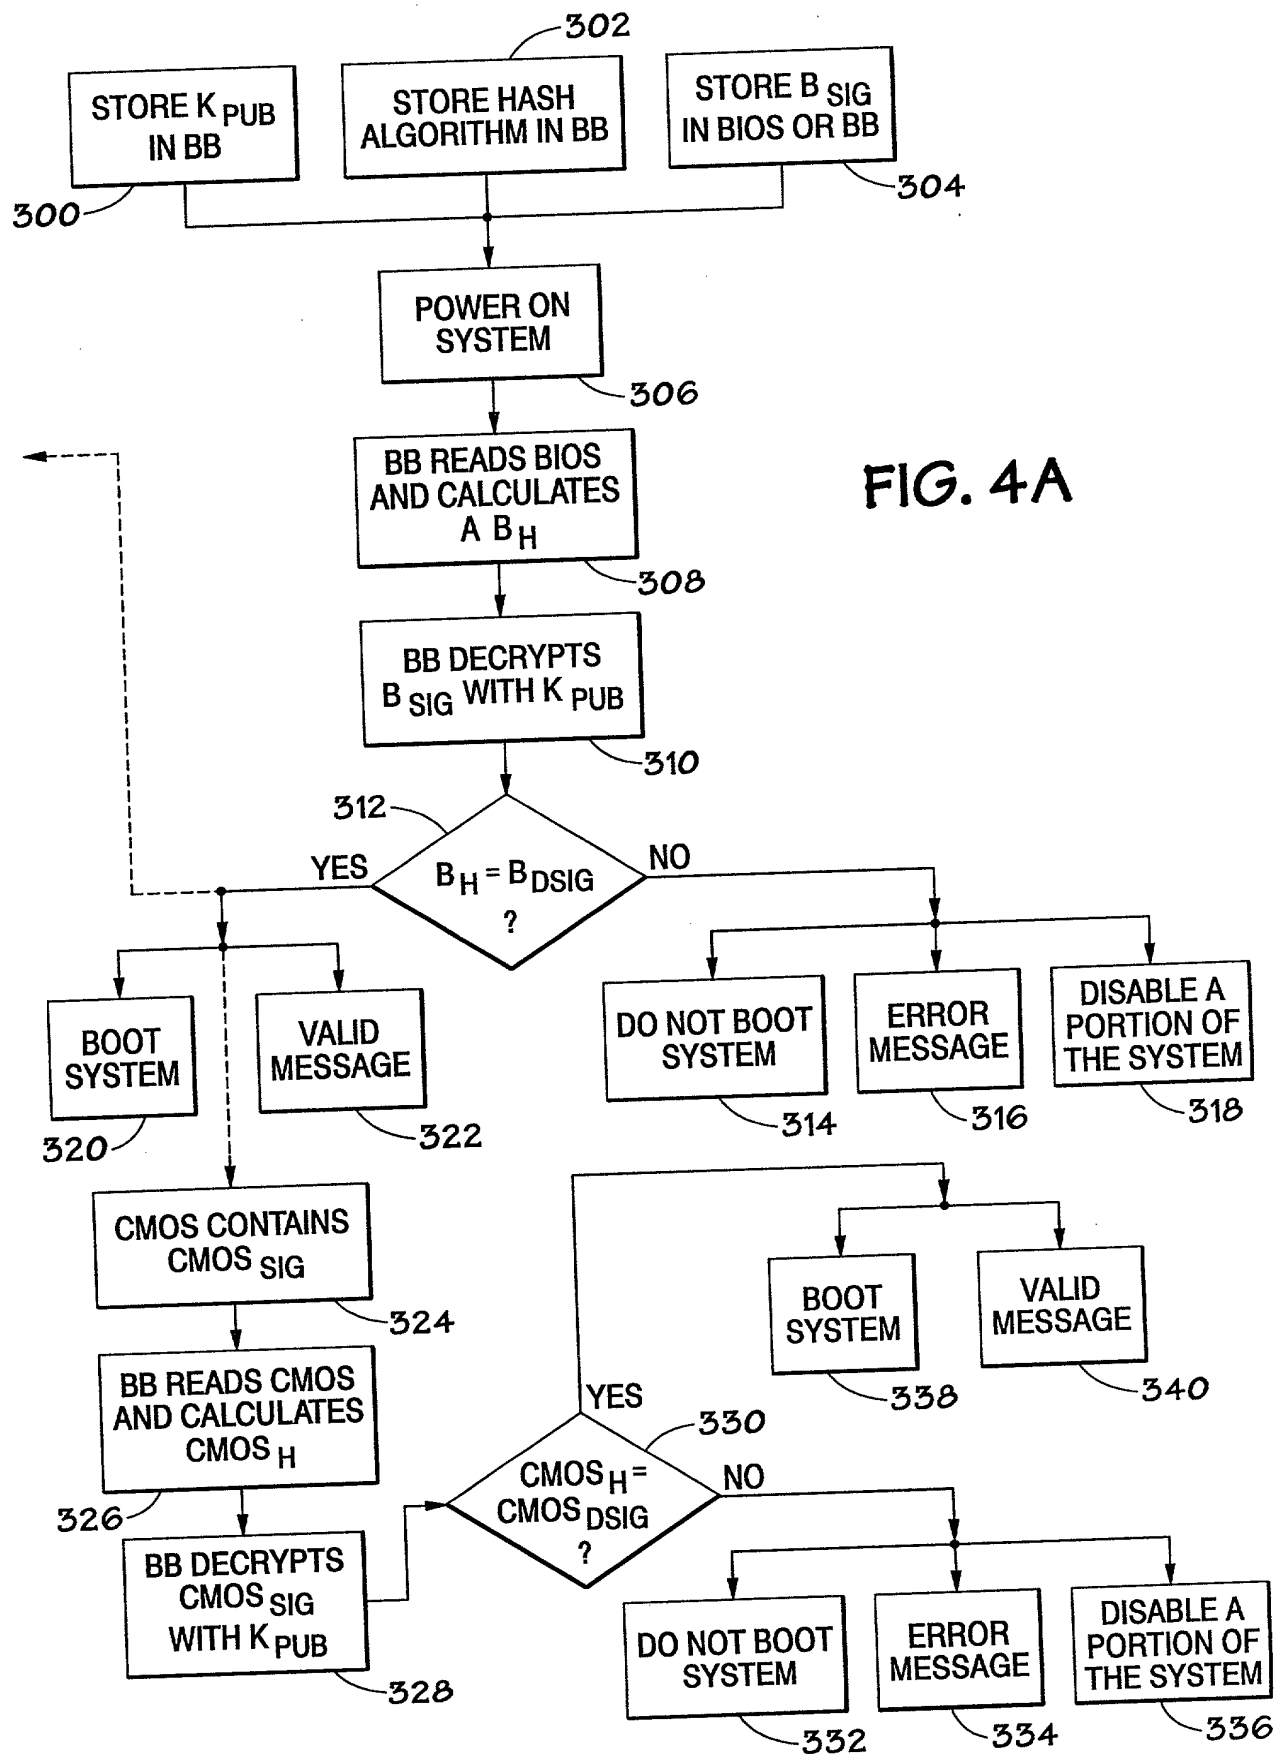 302
STORE K PUB
IN BB
300
STORE HASH
ALGORITHM IN BB
STORE B SIG
IN BIOS OR BB
304
POWER ON
SYSTEM
306
BB READS BIOS
AND CALCULATES
A B H
308
FIG. 4A
BB DECRYPTS
B SIG WITH K PUB
310
312
YES
B H = B DSIG
?
NO
BOOT
SYSTEM
320
VALID
MESSAGE
322
DO NOT BOOT
SYSTEM
314
ERROR
MESSAGE
316
DISABLE A
PORTION OF
THE SYSTEM
318
CMOS CONTAINS
CMOS SIG
324
BB READS CMOS
AND CALCULATES
CMOS H
326
BB DECRYPTS
CMOS SIG
WITH K PUB
328
YES
330
CMOS H =
CMOS DSIG
?
NO
BOOT
SYSTEM
338
VALID
MESSAGE
340
DO NOT BOOT
SYSTEM
332
ERROR
MESSAGE
334
DISABLE A
PORTION OF
THE SYSTEM
336